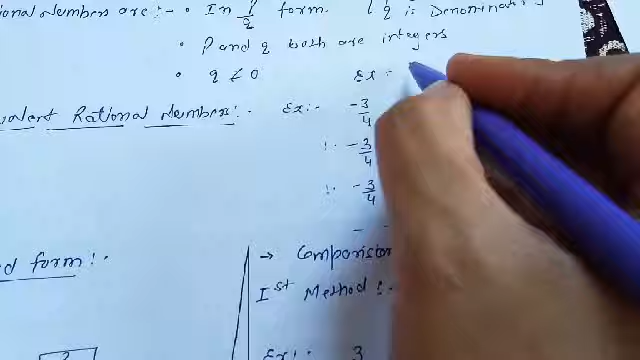 ional Numbers are :- • In P/q form. q is Denominator
• P and q both are integers
• q ≠ 0 Ex :-
valent Rational Numbers :- Ex :- -3/4
:. -3/4
:. -3/4
d form :-
→ Comparision
Ist Method :-
Ex :- 3